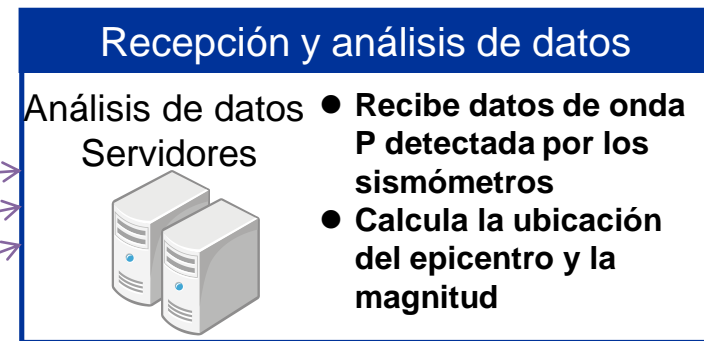 Recepción y análisis de datos
Análisis de datos
Servidores
● Recibe datos de onda
P detectada por los
sismómetros
● Calcula la ubicación
del epicentro y la
magnitud